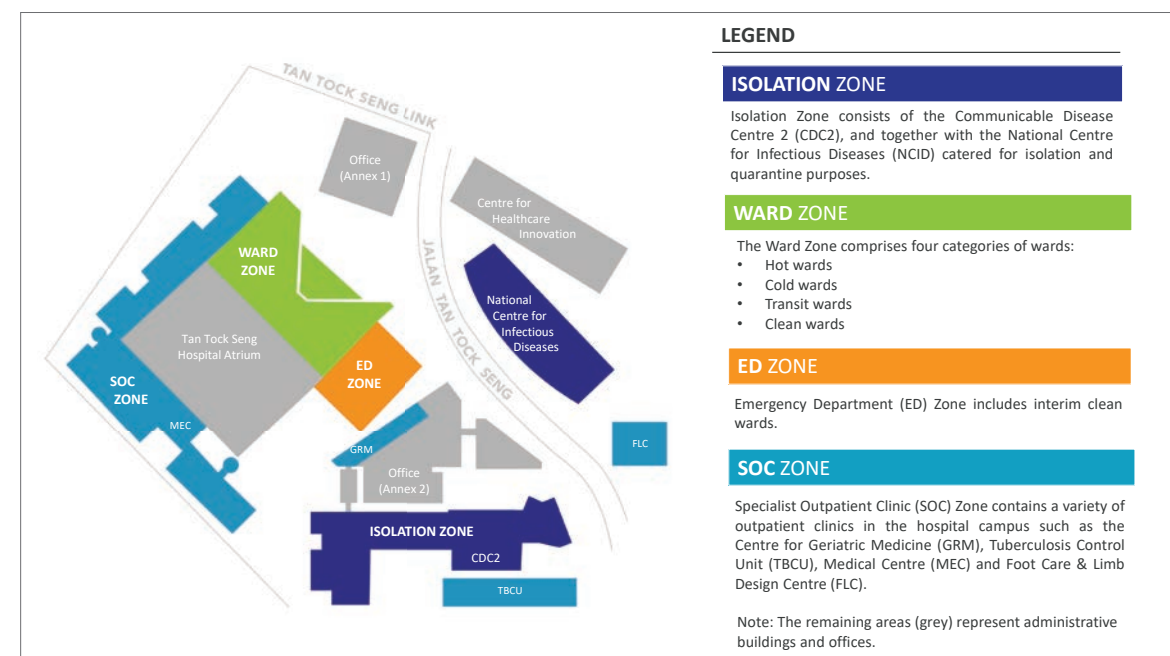 TAN TOCK SENG LINK
Office
(Annex 1)
Centre for
Healthcare
Innovation
WARD
ZONE
JALAN TAN TOCK SENG
National
Centre for
Infectious
Diseases
Tan Tock Seng
Hospital Atrium
ED
ZONE
SOC
ZONE
MEC
GRM
FLC
Office
(Annex 2)
ISOLATION ZONE
CDC2
TBCU
LEGEND
ISOLATION ZONE
Isolation Zone consists of the Communicable Disease
Centre 2 (CDC2), and together with the National Centre
for Infectious Diseases (NCID) catered for isolation and
quarantine purposes.
WARD ZONE
The Ward Zone comprises four categories of wards:
• Hot wards
• Cold wards
• Transit wards
• Clean wards
ED ZONE
Emergency Department (ED) Zone includes interim clean
wards.
SOC ZONE
Specialist Outpatient Clinic (SOC) Zone contains a variety of
outpatient clinics in the hospital campus such as the
Centre for Geriatric Medicine (GRM), Tuberculosis Control
Unit (TBCU), Medical Centre (MEC) and Foot Care & Limb
Design Centre (FLC).
Note: The remaining areas (grey) represent administrative
buildings and offices.